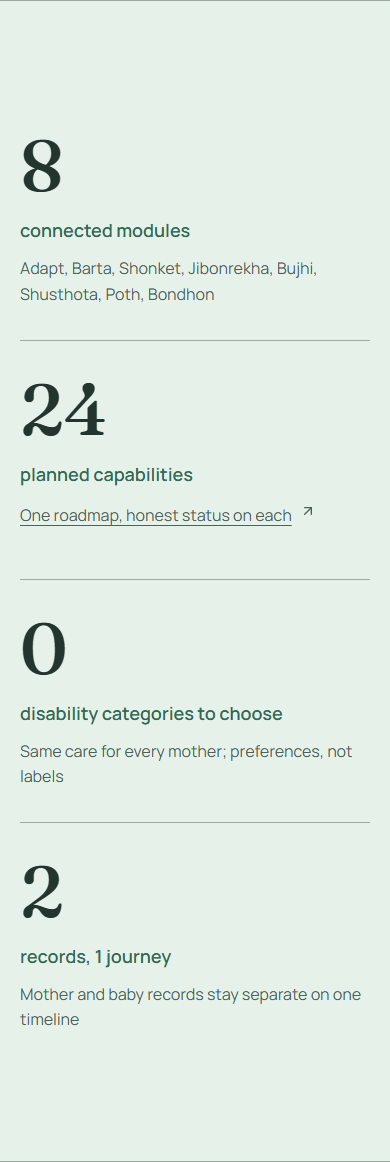 8
connected modules
Adapt, Barta, Shonket, Jibonrekha, Bujhi,
Shusthota, Poth, Bondhon
24
planned capabilities
One roadmap, honest status on each
0
disability categories to choose
Same care for every mother; preferences, not
labels
2
records, 1 journey
Mother and baby records stay separate on one
timeline